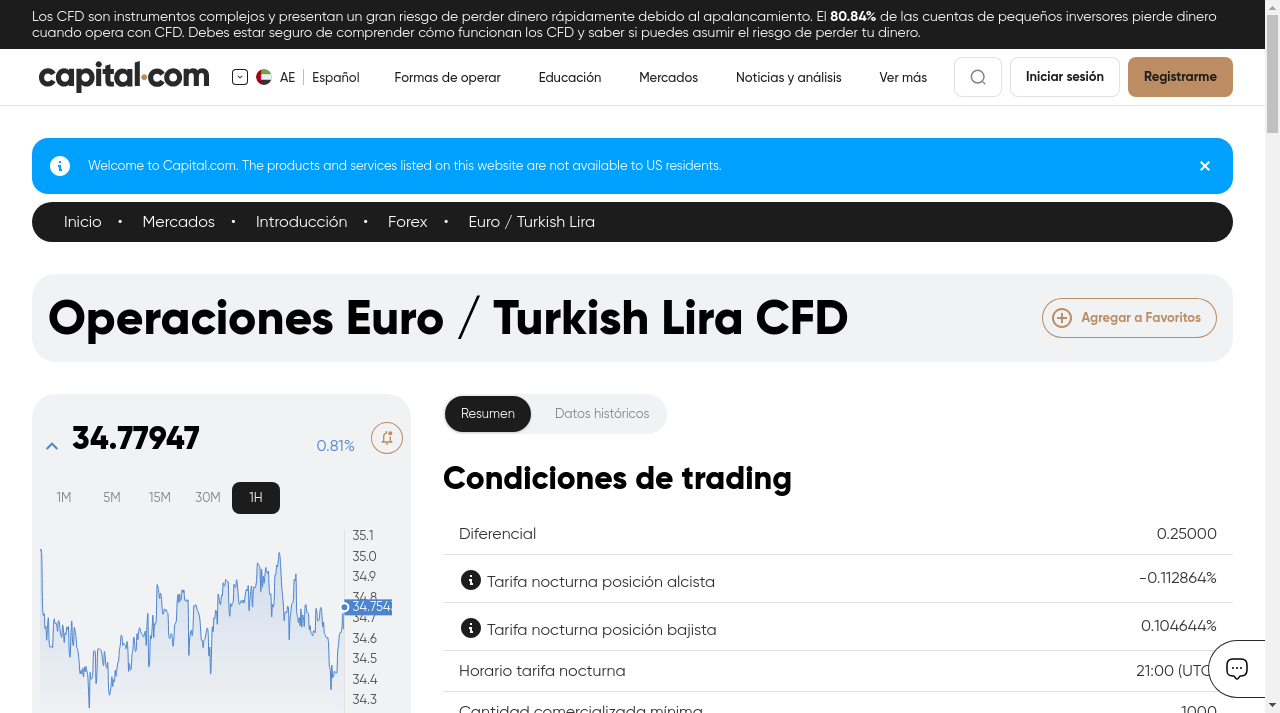 Los CFD son instrumentos complejos y presentan un gran riesgo de perder dinero rápidamente debido al apalancamiento. El 80.84% de las cuentas de pequeños inversores pierde dinero
cuando opera con CFD. Debes estar seguro de comprender cómo funcionan los CFD y saber si puedes asumir el riesgo de perder tu dinero.
capital.com AE Español Formas de operar Educación Mercados Noticias y análisis Ver más Iniciar sesión Registrarme
Welcome to Capital.com. The products and services listed on this website are not available to US residents.
Inicio • Mercados • Introducción • Forex • Euro / Turkish Lira
Operaciones Euro / Turkish Lira CFD
Agregar a Favoritos
34.77947 0.81%
1M 5M 15M 30M 1H
35.1
35.0
34.9
34.8
34.754
34.7
34.6
34.5
34.4
34.3
Resumen Datos históricos
Condiciones de trading
Diferencial 0.25000
Tarifa nocturna posición alcista -0.112864%
Tarifa nocturna posición bajista 0.104644%
Horario tarifa nocturna 21:00 (UTC
Cantidad comercializada mínima 1000